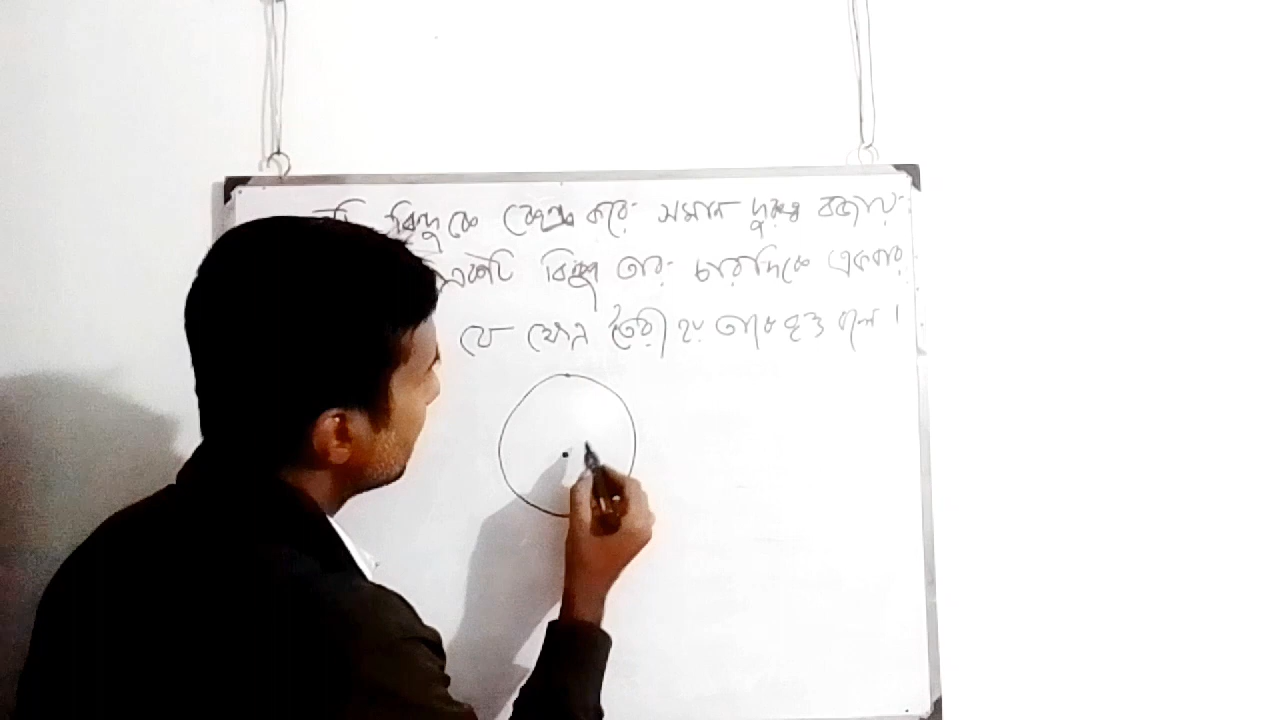 টি বিন্দুকে কেন্দ্র করে সমান দূরত্ব বজায়
একটি বিন্দু তার চারদিকে একবার
যে ক্ষেত্র তৈরী হয় তাকে বৃত্ত বলে।